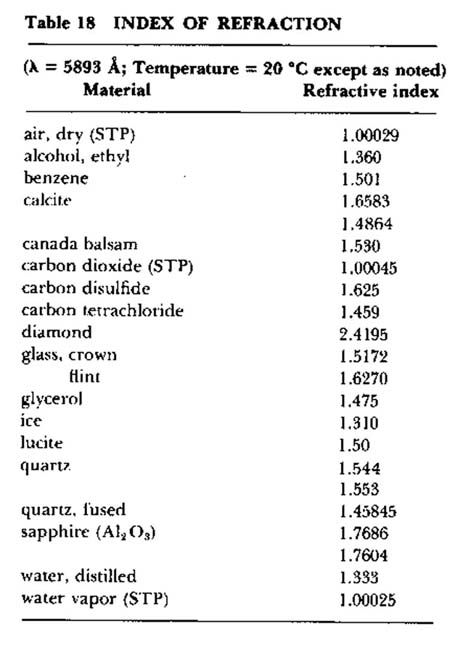 Table 18 INDEX OF REFRACTION
(λ = 5893 Å; Temperature = 20 °C except as noted)
Material Refractive index
air, dry (STP) 1.00029
alcohol, ethyl 1.360
benzene 1.501
calcite 1.6583
1.4864
canada balsam 1.530
carbon dioxide (STP) 1.00045
carbon disulfide 1.625
carbon tetrachloride 1.459
diamond 2.4195
glass, crown 1.5172
flint 1.6270
glycerol 1.475
ice 1.310
lucite 1.50
quartz 1.544
1.553
quartz, fused 1.45845
sapphire (Al₂O₃) 1.7686
1.7604
water, distilled 1.333
water vapor (STP) 1.00025